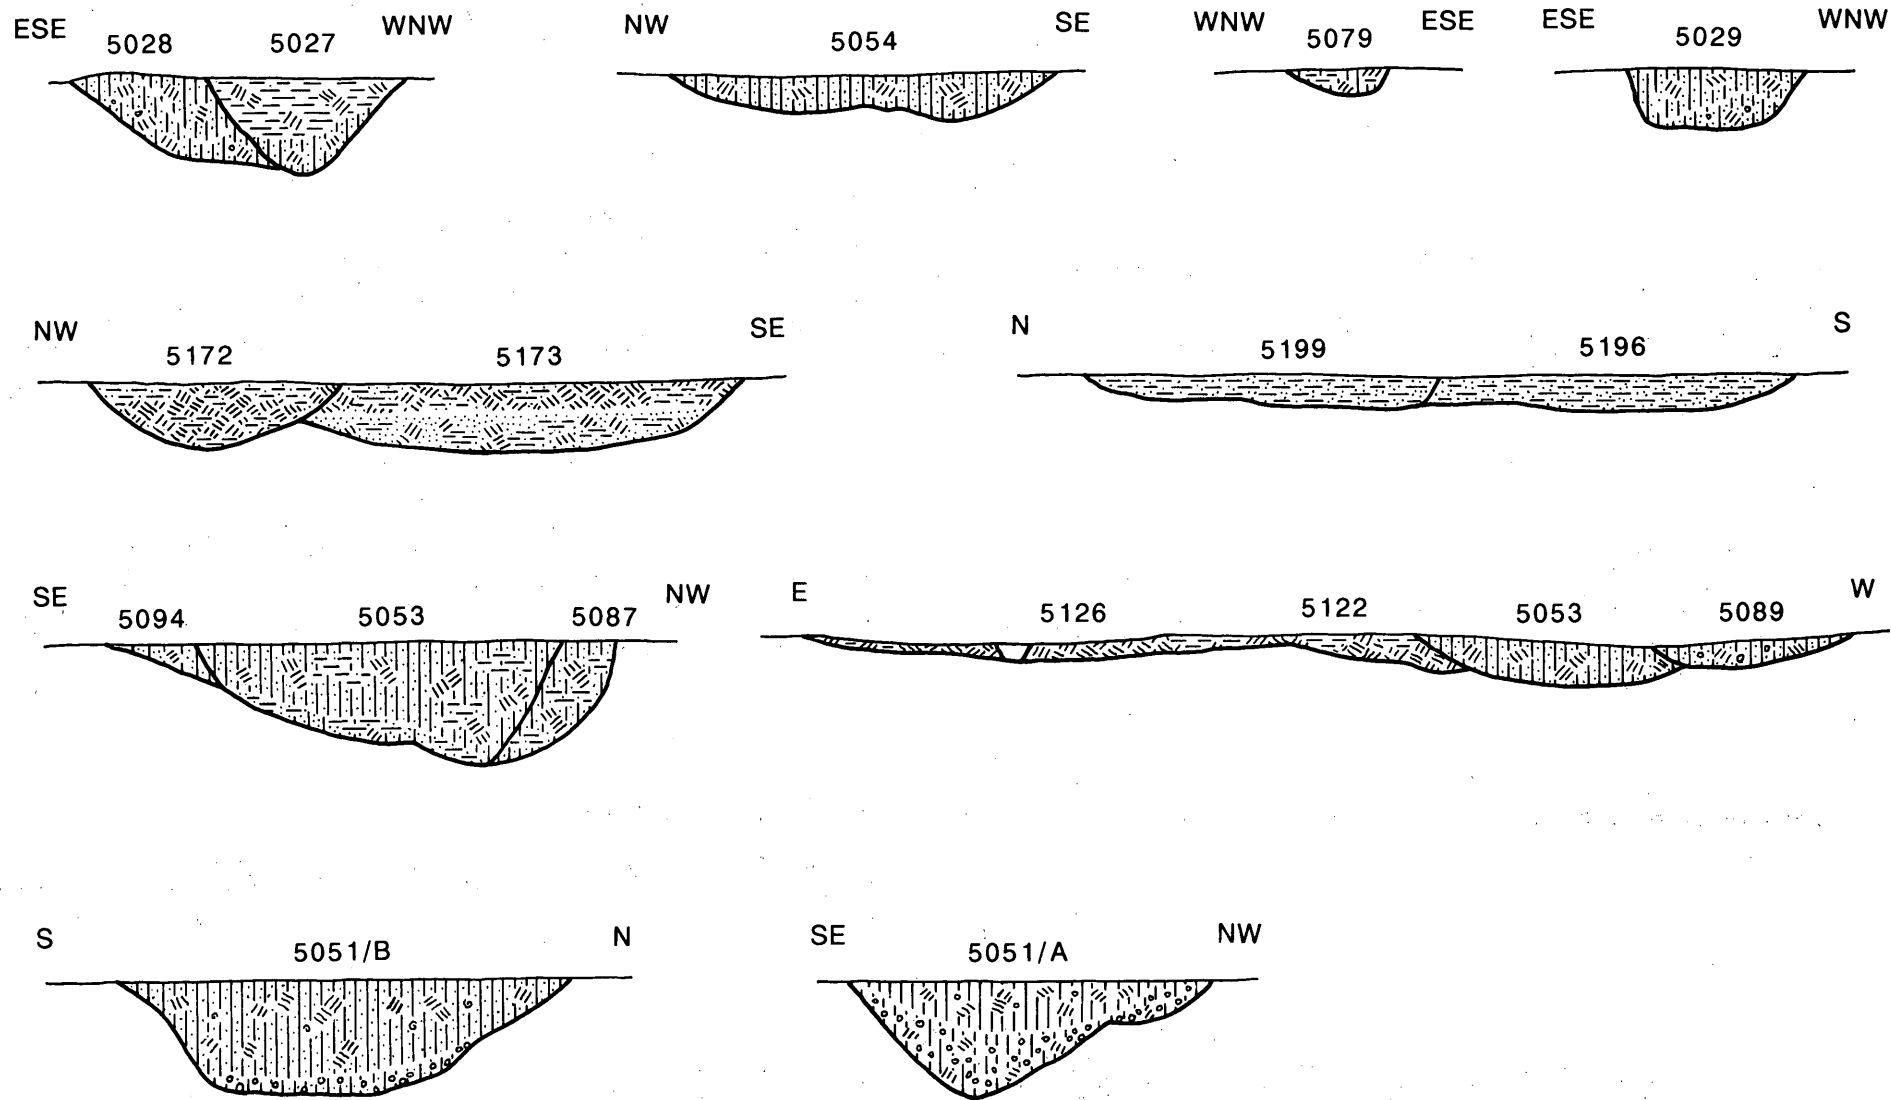 ESE 5028 5027 WNW
NW 5054 SE
WNW 5079 ESE
ESE 5029 WNW
NW 5172 5173 SE
N 5199 5196 S
SE 5094 5053 5087 NW
E 5126 5122 5053 5089 W
S 5051/B N
SE 5051/A NW